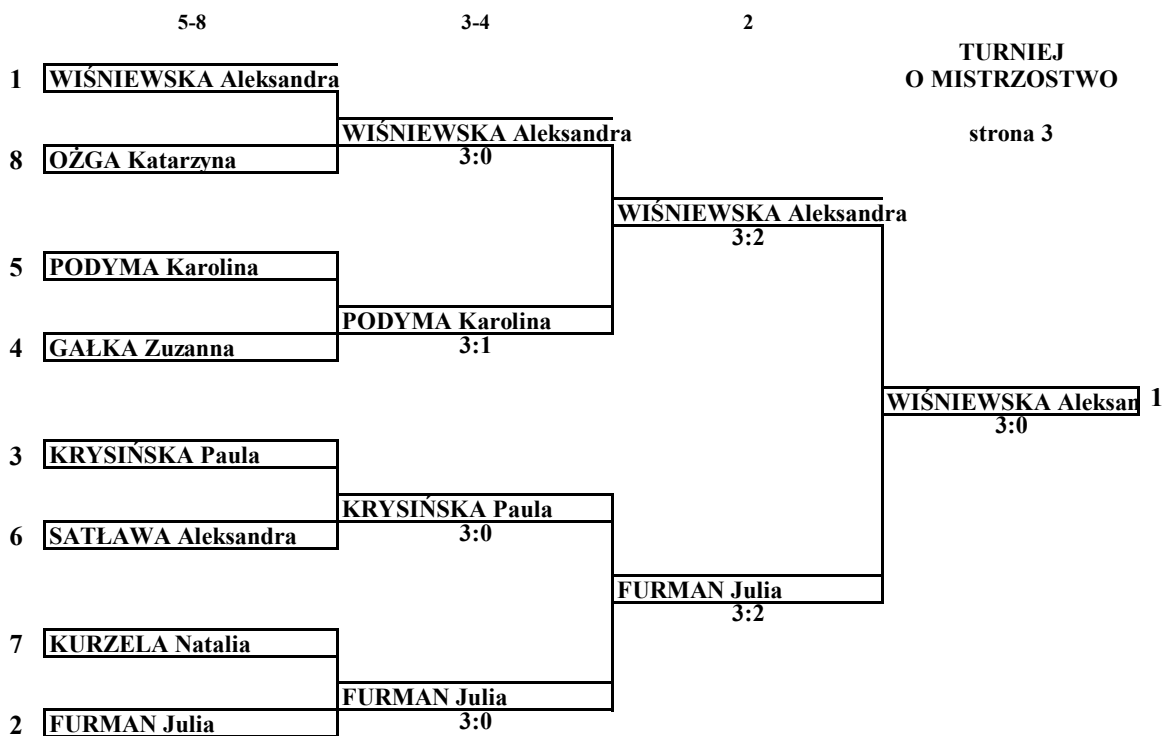 5-8 3-4 2
TURNIEJ
O MISTRZOSTWO
strona 3
1 WIŚNIEWSKA Aleksandra
WIŚNIEWSKA Aleksandra
3:0
8 OŻGA Katarzyna
WIŚNIEWSKA Aleksandra
3:2
5 PODYMA Karolina
PODYMA Karolina
3:1
4 GAŁKA Zuzanna
WIŚNIEWSKA Aleksan 1
3:0
3 KRYSIŃSKA Paula
KRYSIŃSKA Paula
3:0
6 SATŁAWA Aleksandra
FURMAN Julia
3:2
7 KURZELA Natalia
FURMAN Julia
3:0
2 FURMAN Julia